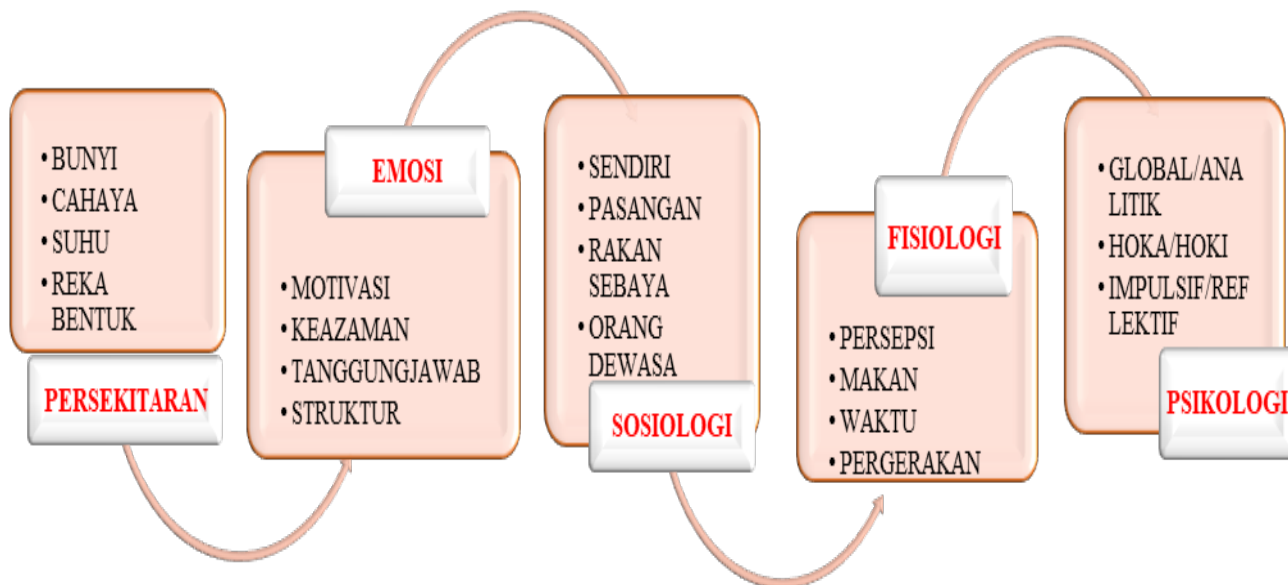 • BUNYI
• CAHAYA
• SUHU
• REKA
BENTUK
PERSEKITARAN
EMOSI
• MOTIVASI
• KEAZAMAN
• TANGGUNGJAWAB
• STRUKTUR
• SENDIRI
• PASANGAN
• RAKAN
SEBAYA
• ORANG
DEWASA
SOSIOLOGI
FISIOLOGI
• PERSEPSI
• MAKAN
• WAKTU
• PERGERAKAN
• GLOBAL/ANA
LITIK
• HOKA/HOKI
• IMPULSIF/REF
LEKTIF
PSIKOLOGI